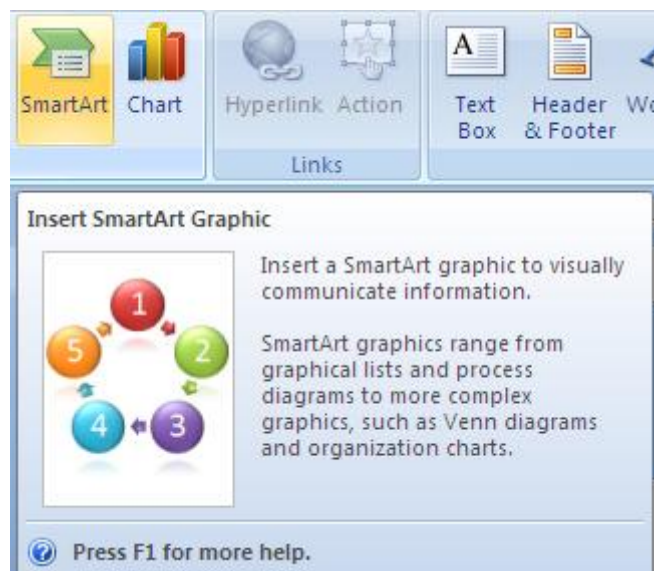 SmartArt Chart Hyperlink Action Text Header
Box & Footer
Links
Insert SmartArt Graphic
Insert a SmartArt graphic to visually
communicate information.
1
5
2
4
3
SmartArt graphics range from
graphical lists and process
diagrams to more complex
graphics, such as Venn diagrams
and organization charts.
Press F1 for more help.